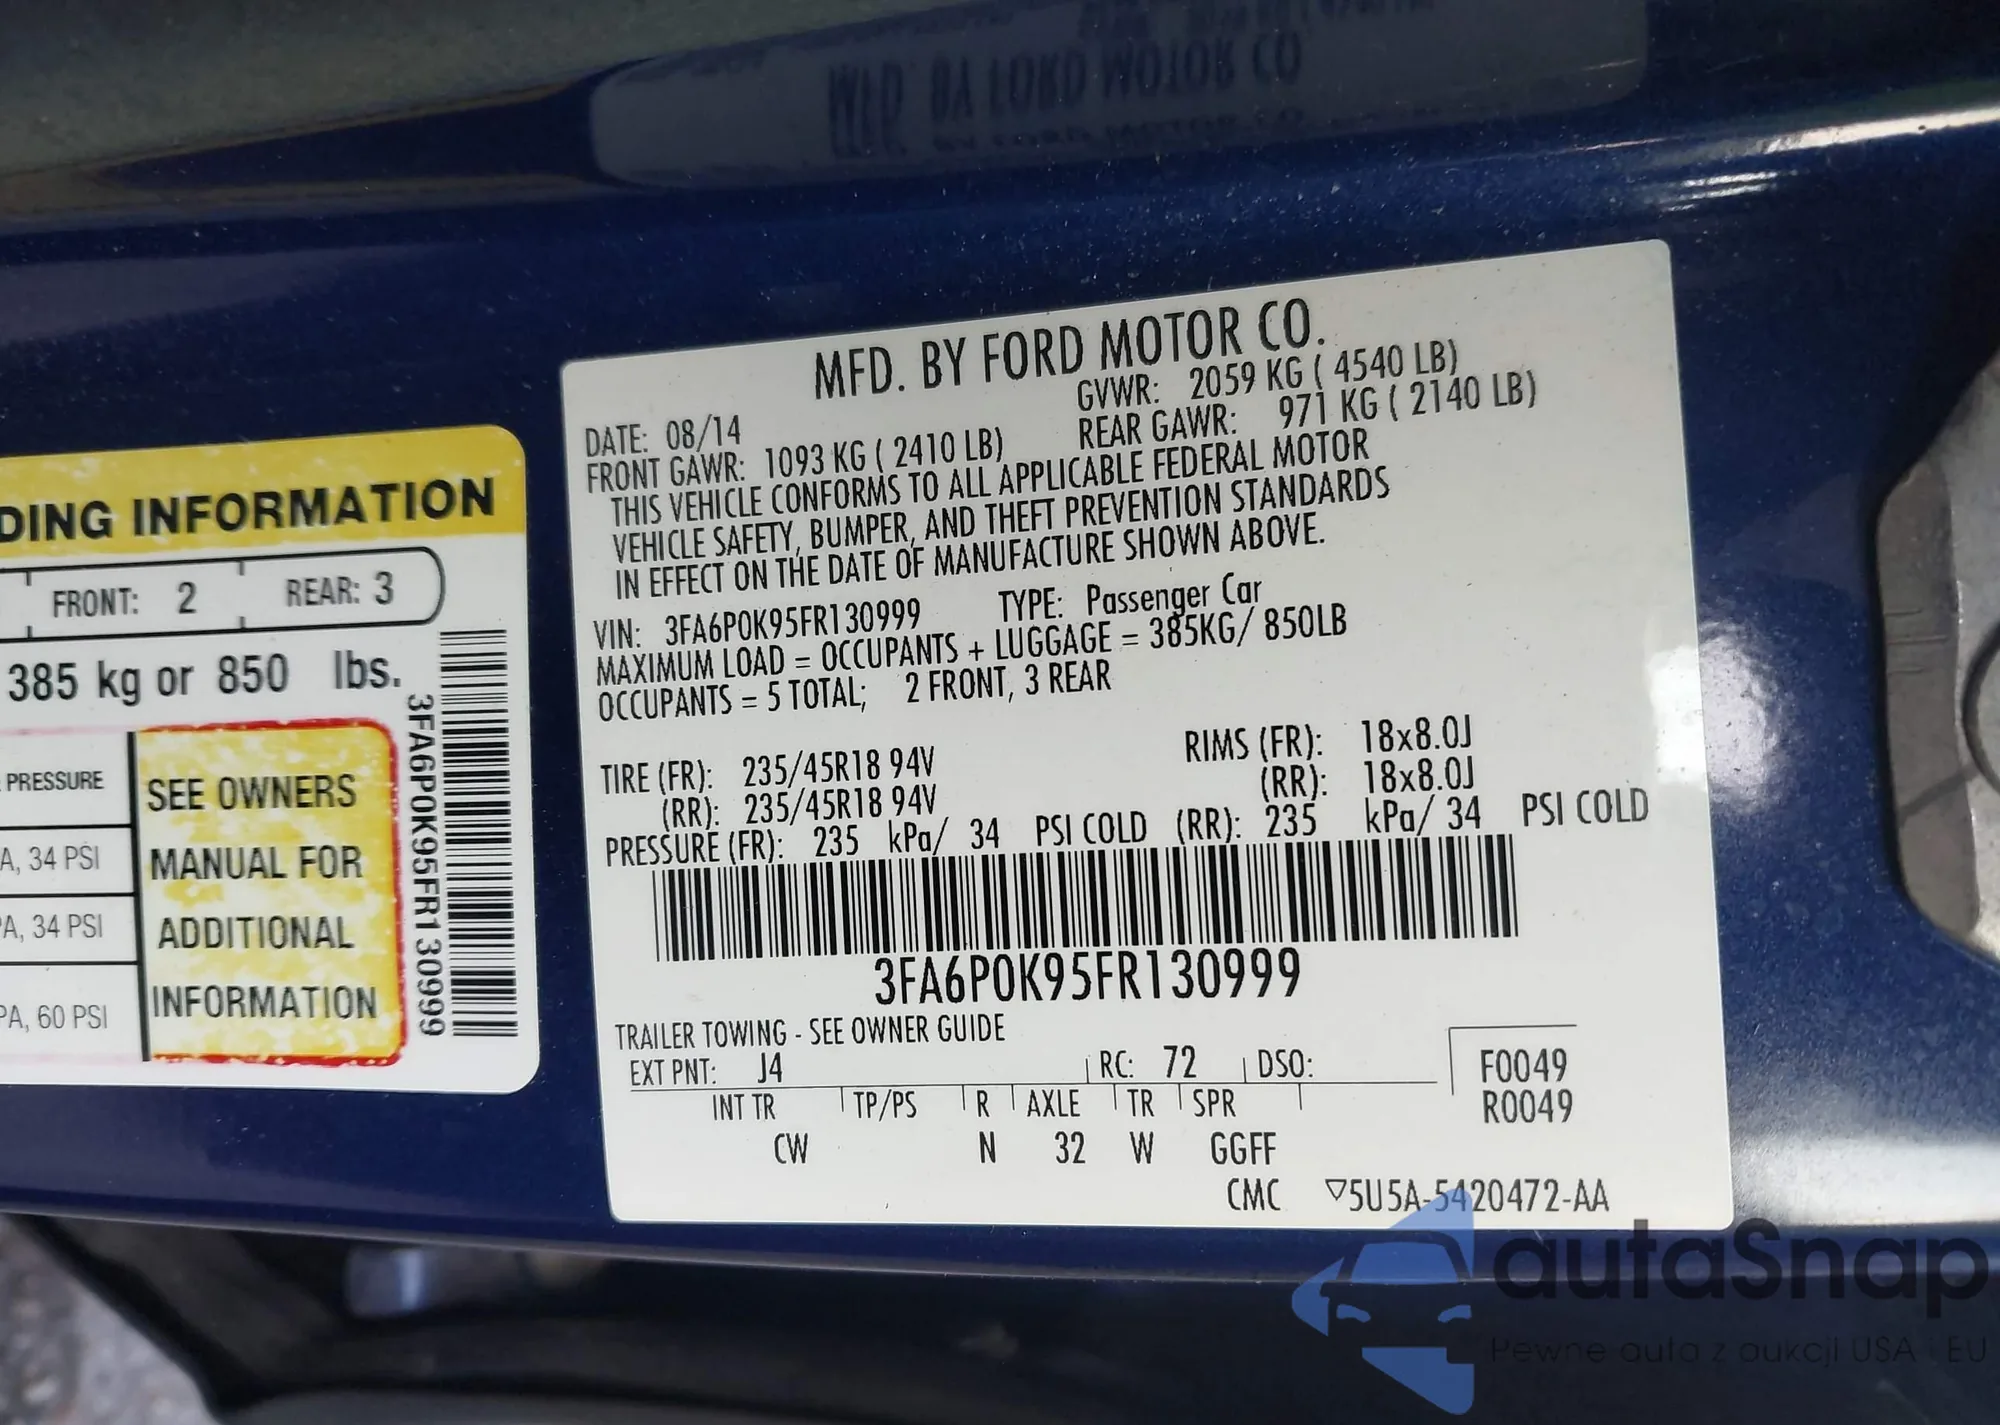 MFD. BY FORD MOTOR CO.
DATE: 08/14 GVWR: 2059 KG ( 4540 LB)
FRONT GAWR: 1093 KG ( 2410 LB) REAR GAWR: 971 KG ( 2140 LB)
THIS VEHICLE CONFORMS TO ALL APPLICABLE FEDERAL MOTOR
VEHICLE SAFETY, BUMPER, AND THEFT PREVENTION STANDARDS
IN EFFECT ON THE DATE OF MANUFACTURE SHOWN ABOVE.
VIN: 3FA6P0K95FR130999 TYPE: Passenger Car
MAXIMUM LOAD = OCCUPANTS + LUGGAGE = 385KG/ 850LB
OCCUPANTS = 5 TOTAL; 2 FRONT, 3 REAR
TIRE (FR): 235/45R18 94V RIMS (FR): 18x8.0J
(RR): 235/45R18 94V (RR): 18x8.0J
PRESSURE (FR): 235 kPa/ 34 PSI COLD (RR): 235 kPa/ 34 PSI COLD
3FA6P0K95FR130999
TRAILER TOWING - SEE OWNER GUIDE
EXT PNT: J4 RC: 72 DSO: F0049
R0049
INT TR TP/PS R AXLE TR SPR
CW N 32 W GGFF
CMC ▽5U5A-5420472-AA
DING INFORMATION
FRONT: 2 REAR: 3
385 kg or 850 lbs.
PRESSURE
A, 34 PSI
PA, 34 PSI
PA, 60 PSI
SEE OWNERS
MANUAL FOR
ADDITIONAL
INFORMATION
3FA6P0K95FR130999
autaSnap
Pewne auta z aukcji USA i EU